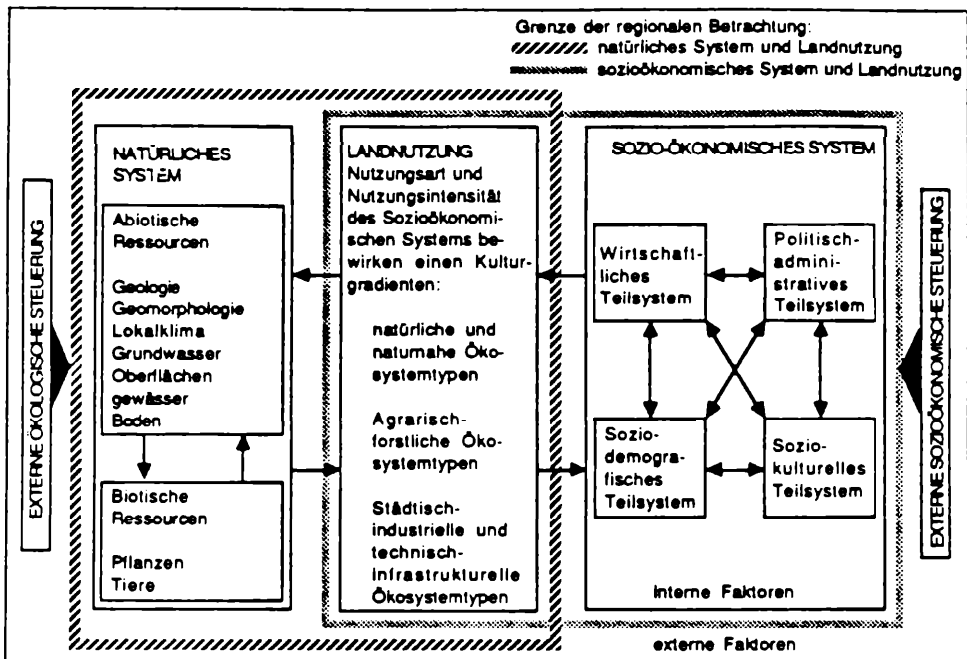 Grenze der regionalen Betrachtung:
natürliches System und Landnutzung
sozioökonomisches System und Landnutzung
EXTERNE ÖKOLOGISCHE STEUERUNG
NATÜRLICHES
SYSTEM
Abiotische
Ressourcen
Geologie
Geomorphologie
Lokalklima
Grundwasser
Oberflächen
gewässer
Boden
Biotische
Ressourcen
Pflanzen
Tiere
LANDNUTZUNG
Nutzungsart und
Nutzungsintensität
des Sozioökonomi-
schen Systems be-
wirken einen Kultur-
gradienten:
natürliche und
naturnahe Öko-
systemtypen
Agrarisch-
forstliche Öko-
systemtypen
Städtisch-
industrielle und
technisch-
infrastrukturelle
Ökosystemtypen
SOZIO-ÖKONOMISCHES SYSTEM
Wirtschaft-
liches
Teilsystem
Politisch-
admini-
stratives
Teilsystem
Sozio-
demogra-
fisches
Teilsystem
Sozio-
kulturelles
Teilsystem
Interne Faktoren
externe Faktoren
EXTERNE SOZIOÖKONOMISCHE STEUERUNG